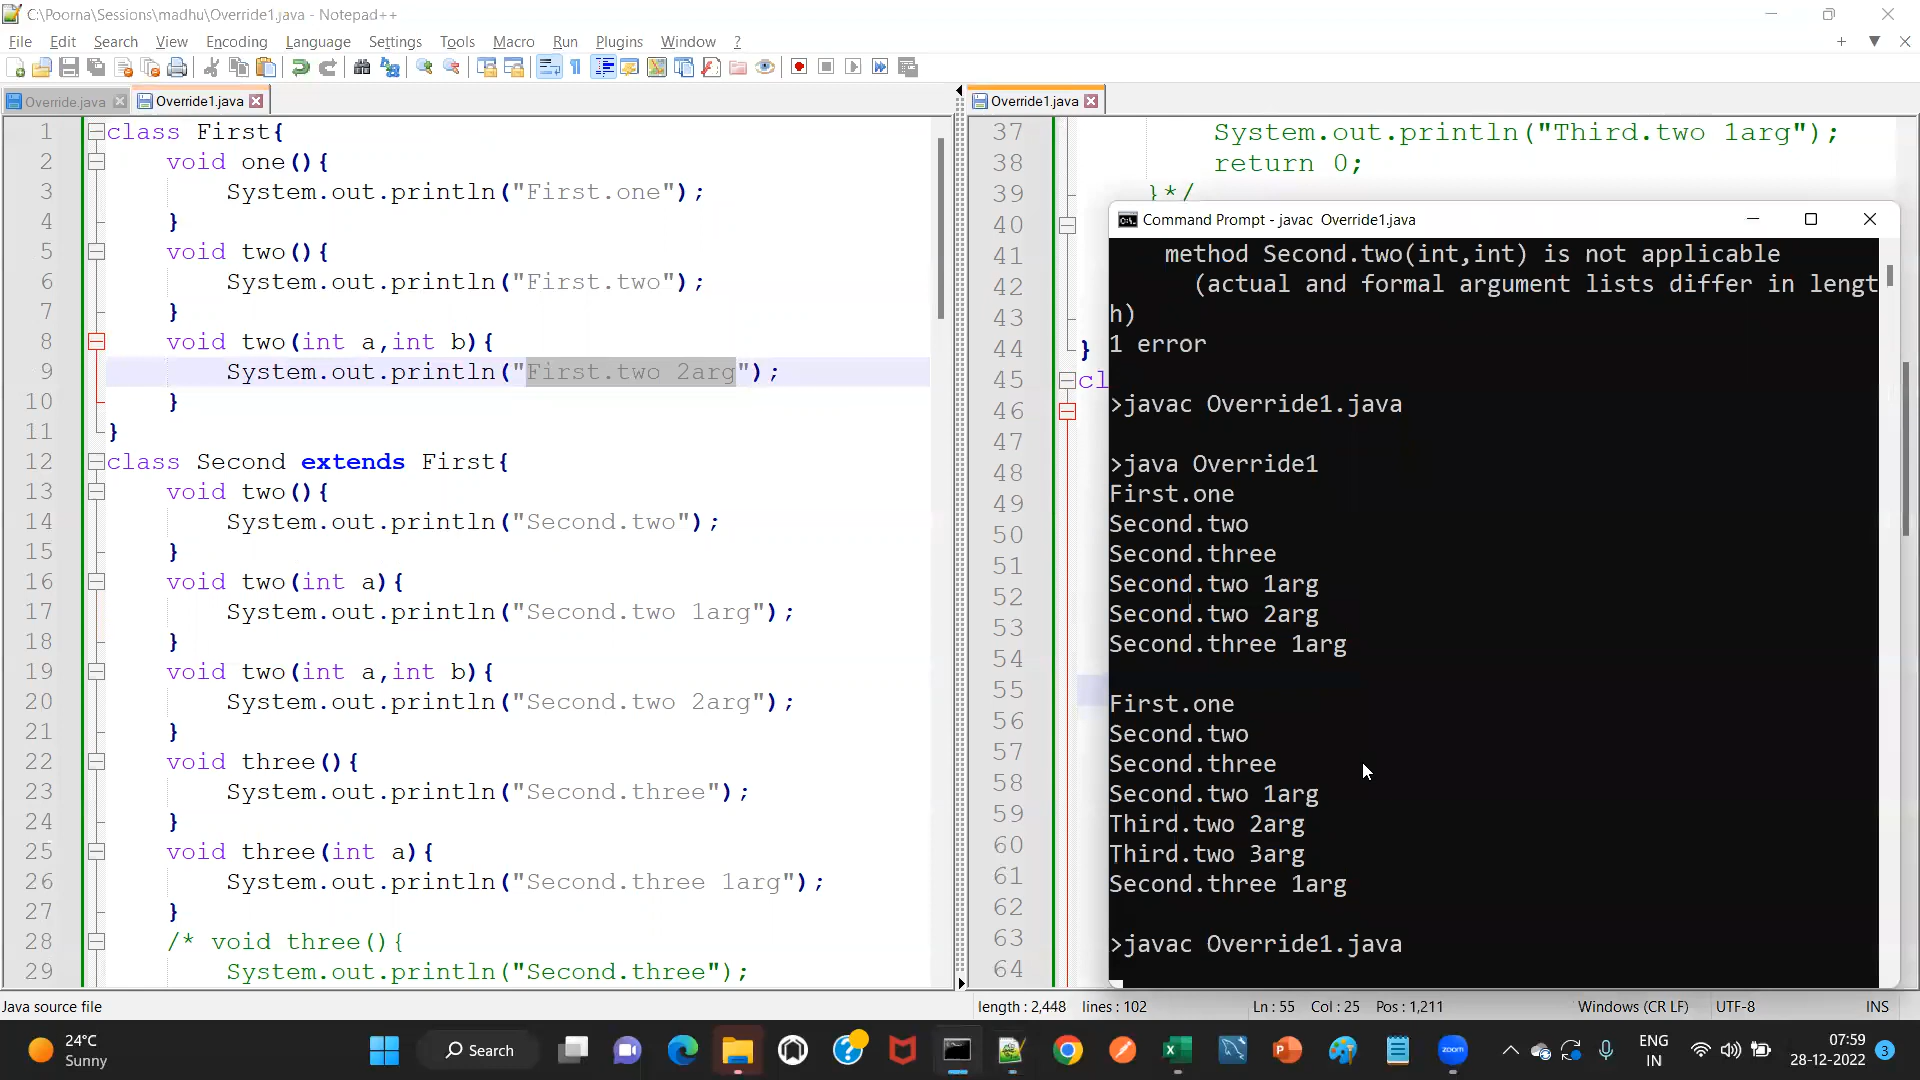 C:\Poorna\Sessions\madhu\Override1.java - Notepad++
File Edit Search View Encoding Language Settings Tools Macro Run Plugins Window ?
Override.java
Override1.java
1 class First{
2 void one(){
3 System.out.println("First.one");
4 }
5 void two(){
6 System.out.println("First.two");
7 }
8 void two(int a,int b){
9 System.out.println("First.two 2arg");
10 }
11 }
12 class Second extends First{
13 void two(){
14 System.out.println("Second.two");
15 }
16 void two(int a){
17 System.out.println("Second.two 1arg");
18 }
19 void two(int a,int b){
20 System.out.println("Second.two 2arg");
21 }
22 void three(){
23 System.out.println("Second.three");
24 }
25 void three(int a){
26 System.out.println("Second.three 1arg");
27 }
28 /* void three(){
29 System.out.println("Second.three");
Override1.java
37 System.out.println("Third.two 1arg");
38 return 0;
39 }*/
40
41
42
43
44 }
45 cl
46
47
48
49
50
51
52
53
54
55
56
57
58
59
60
61
62
63
64
Command Prompt - javac Override1.java
method Second.two(int,int) is not applicable
(actual and formal argument lists differ in lengt
h)
1 error
>javac Override1.java
>java Override1
First.one
Second.two
Second.three
Second.two 1arg
Second.two 2arg
Second.three 1arg
First.one
Second.two
Second.three
Second.two 1arg
Third.two 2arg
Third.two 3arg
Second.three 1arg
>javac Override1.java
Java source file
length : 2,448 lines : 102
Ln : 55 Col : 25 Pos : 1,211
Windows (CR LF)
UTF-8
INS
24°C
Sunny
Search
zoom
ENG
IN
07:59
28-12-2022
3